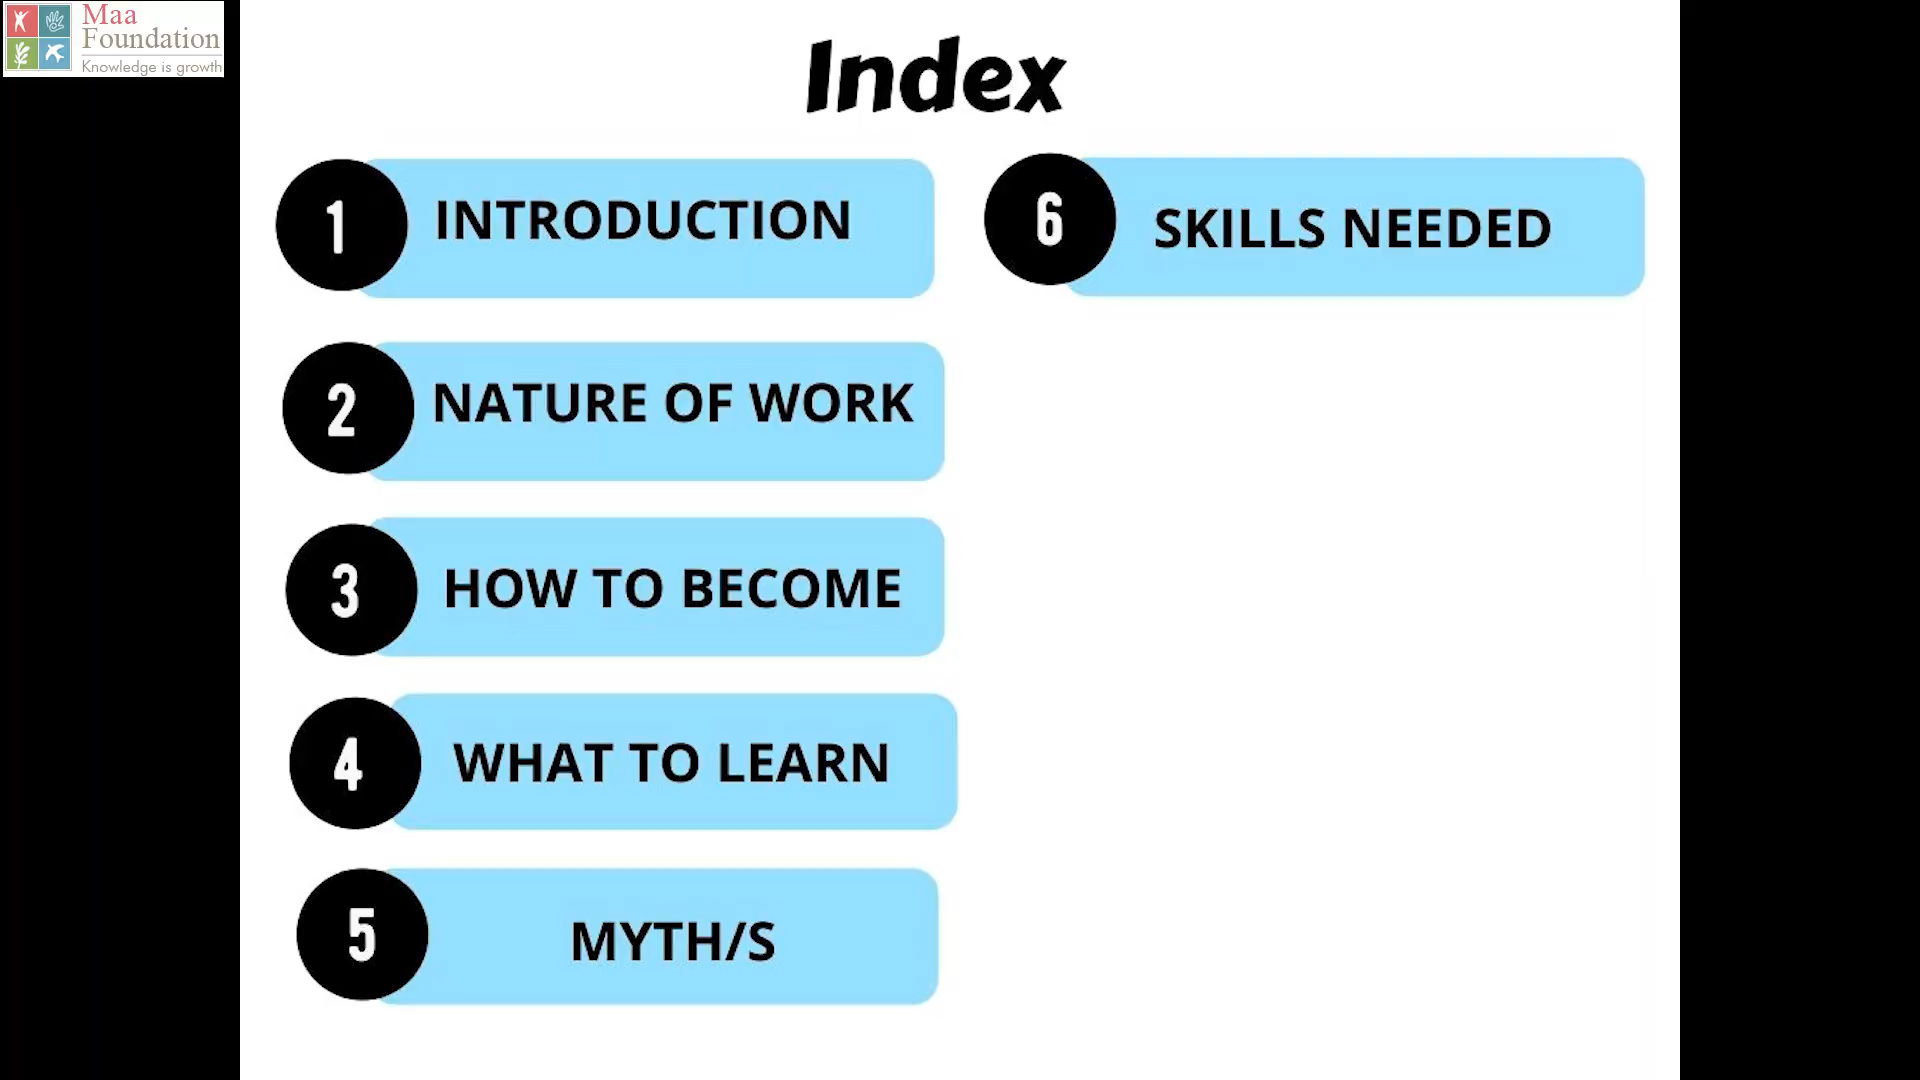 Maa
Foundation
Knowledge is growth
Index
1 INTRODUCTION
2 NATURE OF WORK
3 HOW TO BECOME
4 WHAT TO LEARN
5 MYTH/S
6 SKILLS NEEDED